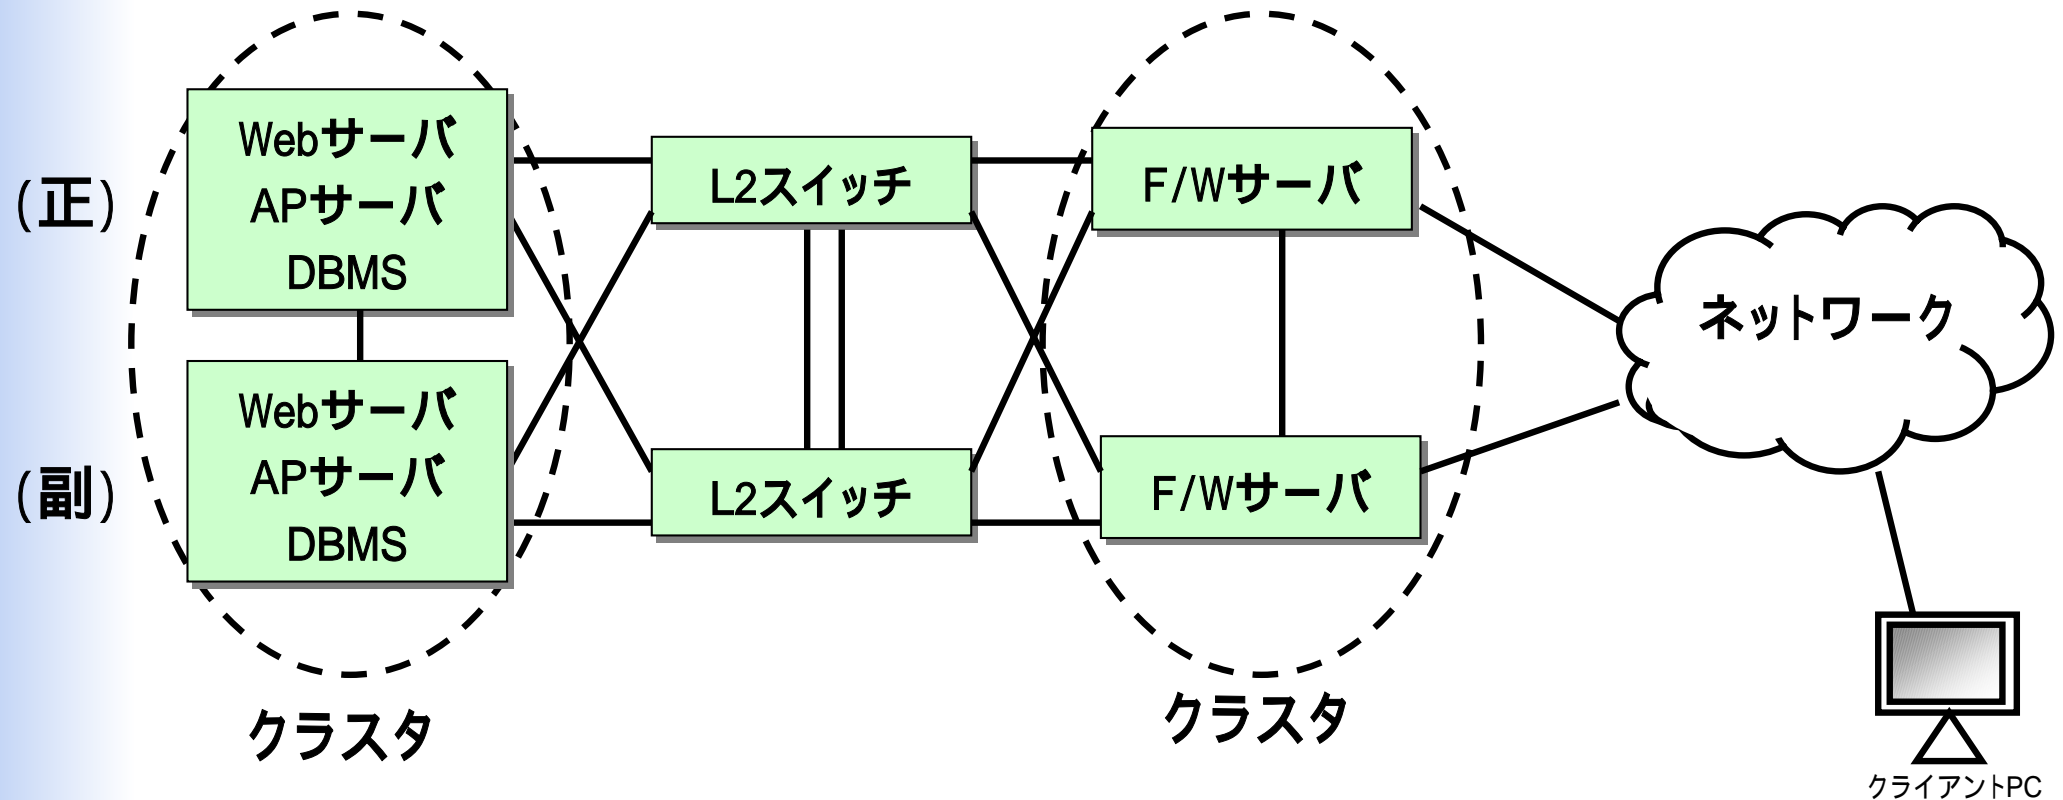 (正)
Webサーバ
APサーバ
DBMS
L2スイッチ
F/Wサーバ
ネットワーク
(副)
Webサーバ
APサーバ
DBMS
L2スイッチ
F/Wサーバ
クラスタ
クラスタ
クライアントPC